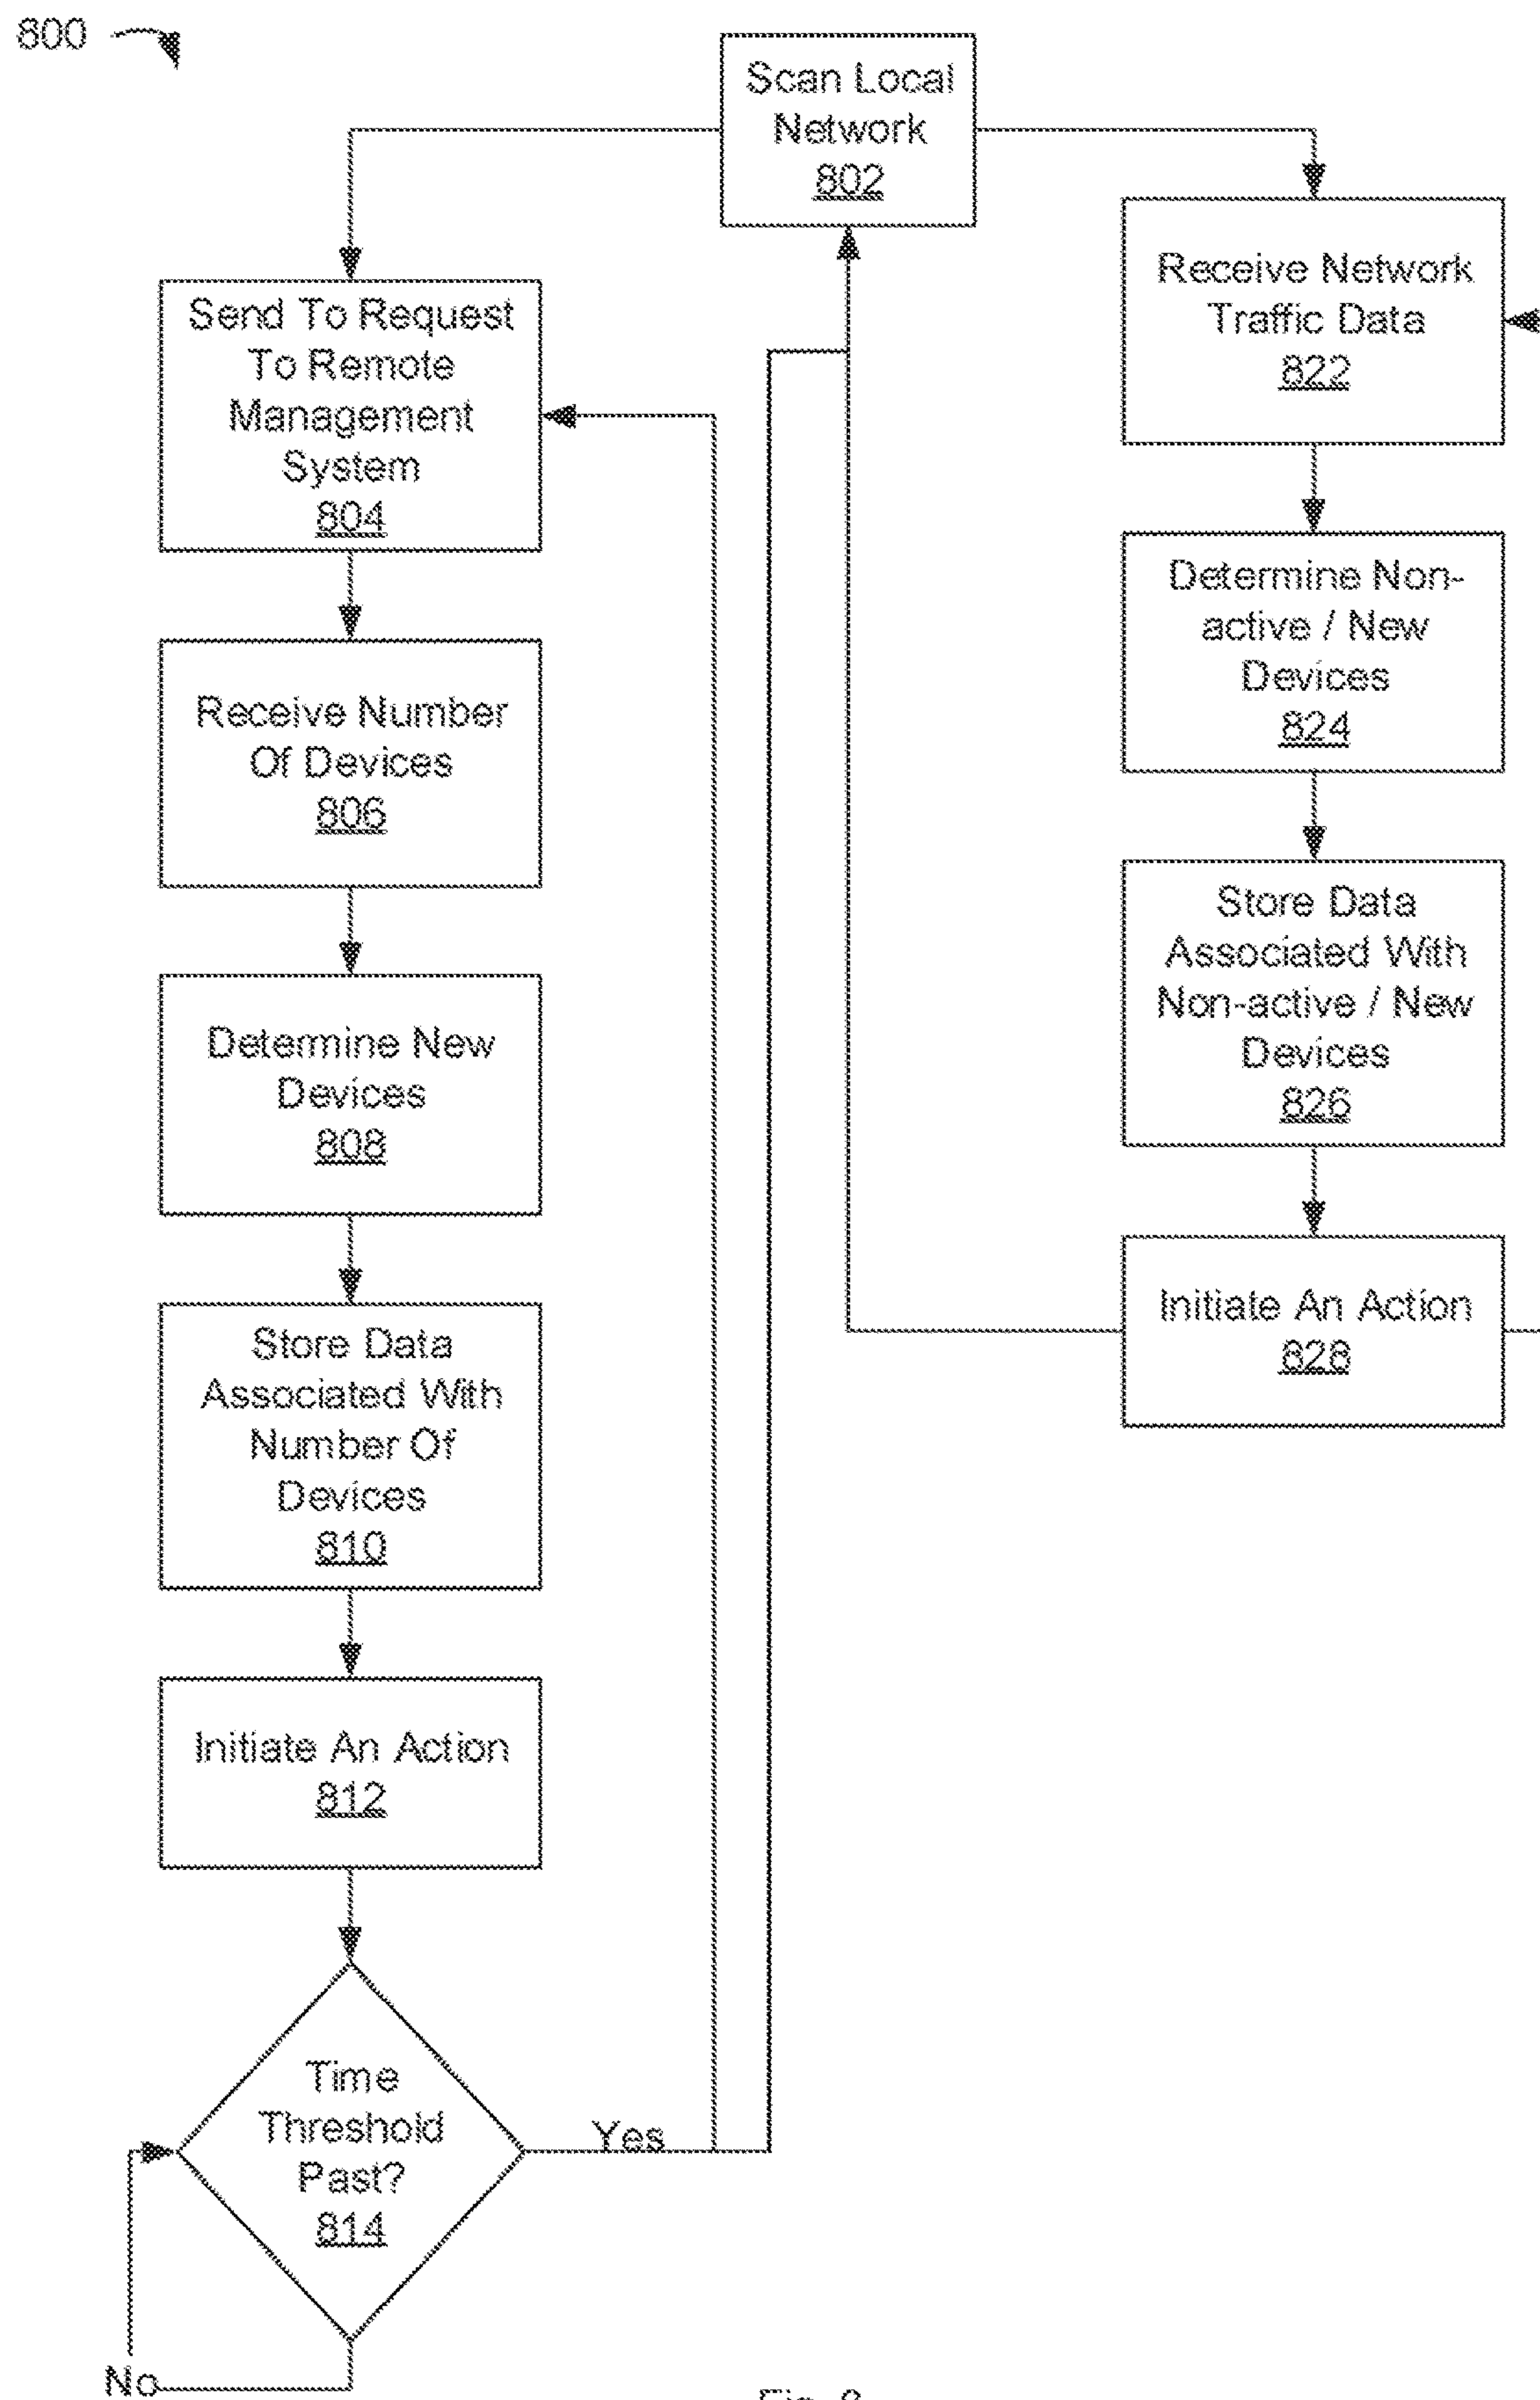 800
Scan Local
Network
802
Send To Request
To Remote
Management
System
804
Receive Number
Of Devices
806
Determine New
Devices
808
Store Data
Associated With
Number Of
Devices
810
Initiate An Action
812
Time
Threshold
Past?
814
Yes
No
Receive Network
Traffic Data
822
Determine Non-
active / New
Devices
824
Store Data
Associated With
Non-active / New
Devices
826
Initiate An Action
828